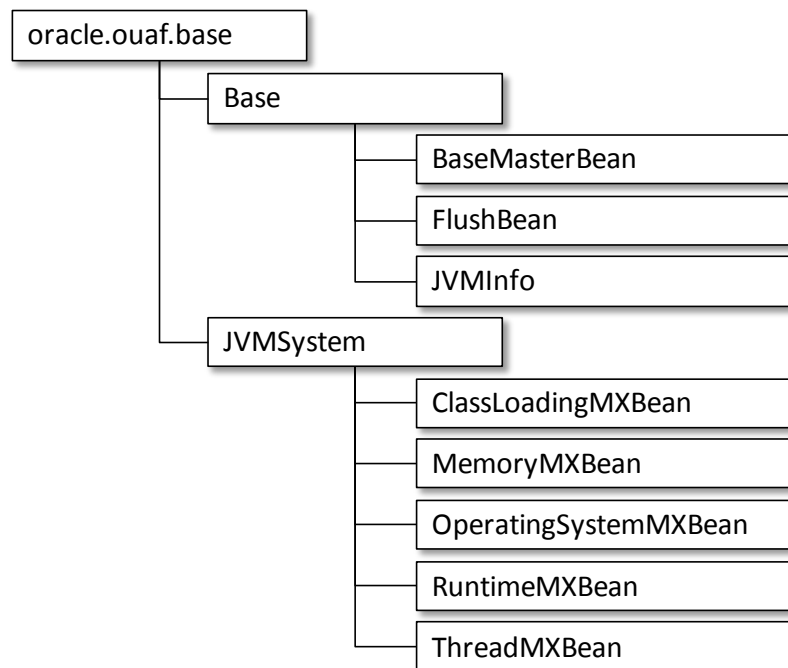 oracle.ouaf.base
Base
BaseMasterBean
FlushBean
JVMInfo
JVMSystem
ClassLoadingMXBean
MemoryMXBean
OperatingSystemMXBean
RuntimeMXBean
ThreadMXBean